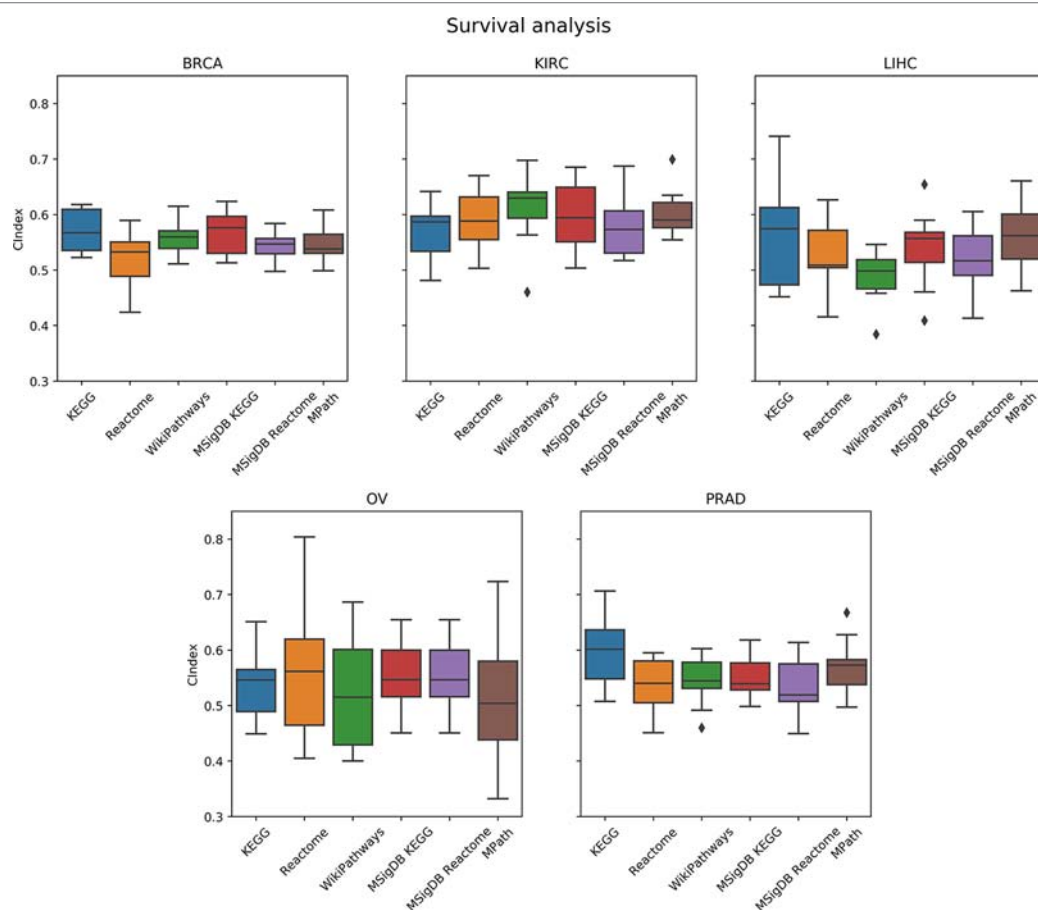 Survival analysis
BRCA
KIRC
LIHC
0.8
0.7
0.6
0.5
0.4
0.3
CIndex
KEGG
Reactome
WikiPathways
MSigDB KEGG
MSigDB Reactome
MPath
KEGG
Reactome
WikiPathways
MSigDB KEGG
MSigDB Reactome
MPath
KEGG
Reactome
WikiPathways
MSigDB KEGG
MSigDB Reactome
MPath
OV
PRAD
0.8
0.7
0.6
0.5
0.4
0.3
CIndex
KEGG
Reactome
WikiPathways
MSigDB KEGG
MSigDB Reactome
MPath
KEGG
Reactome
WikiPathways
MSigDB KEGG
MSigDB Reactome
MPath